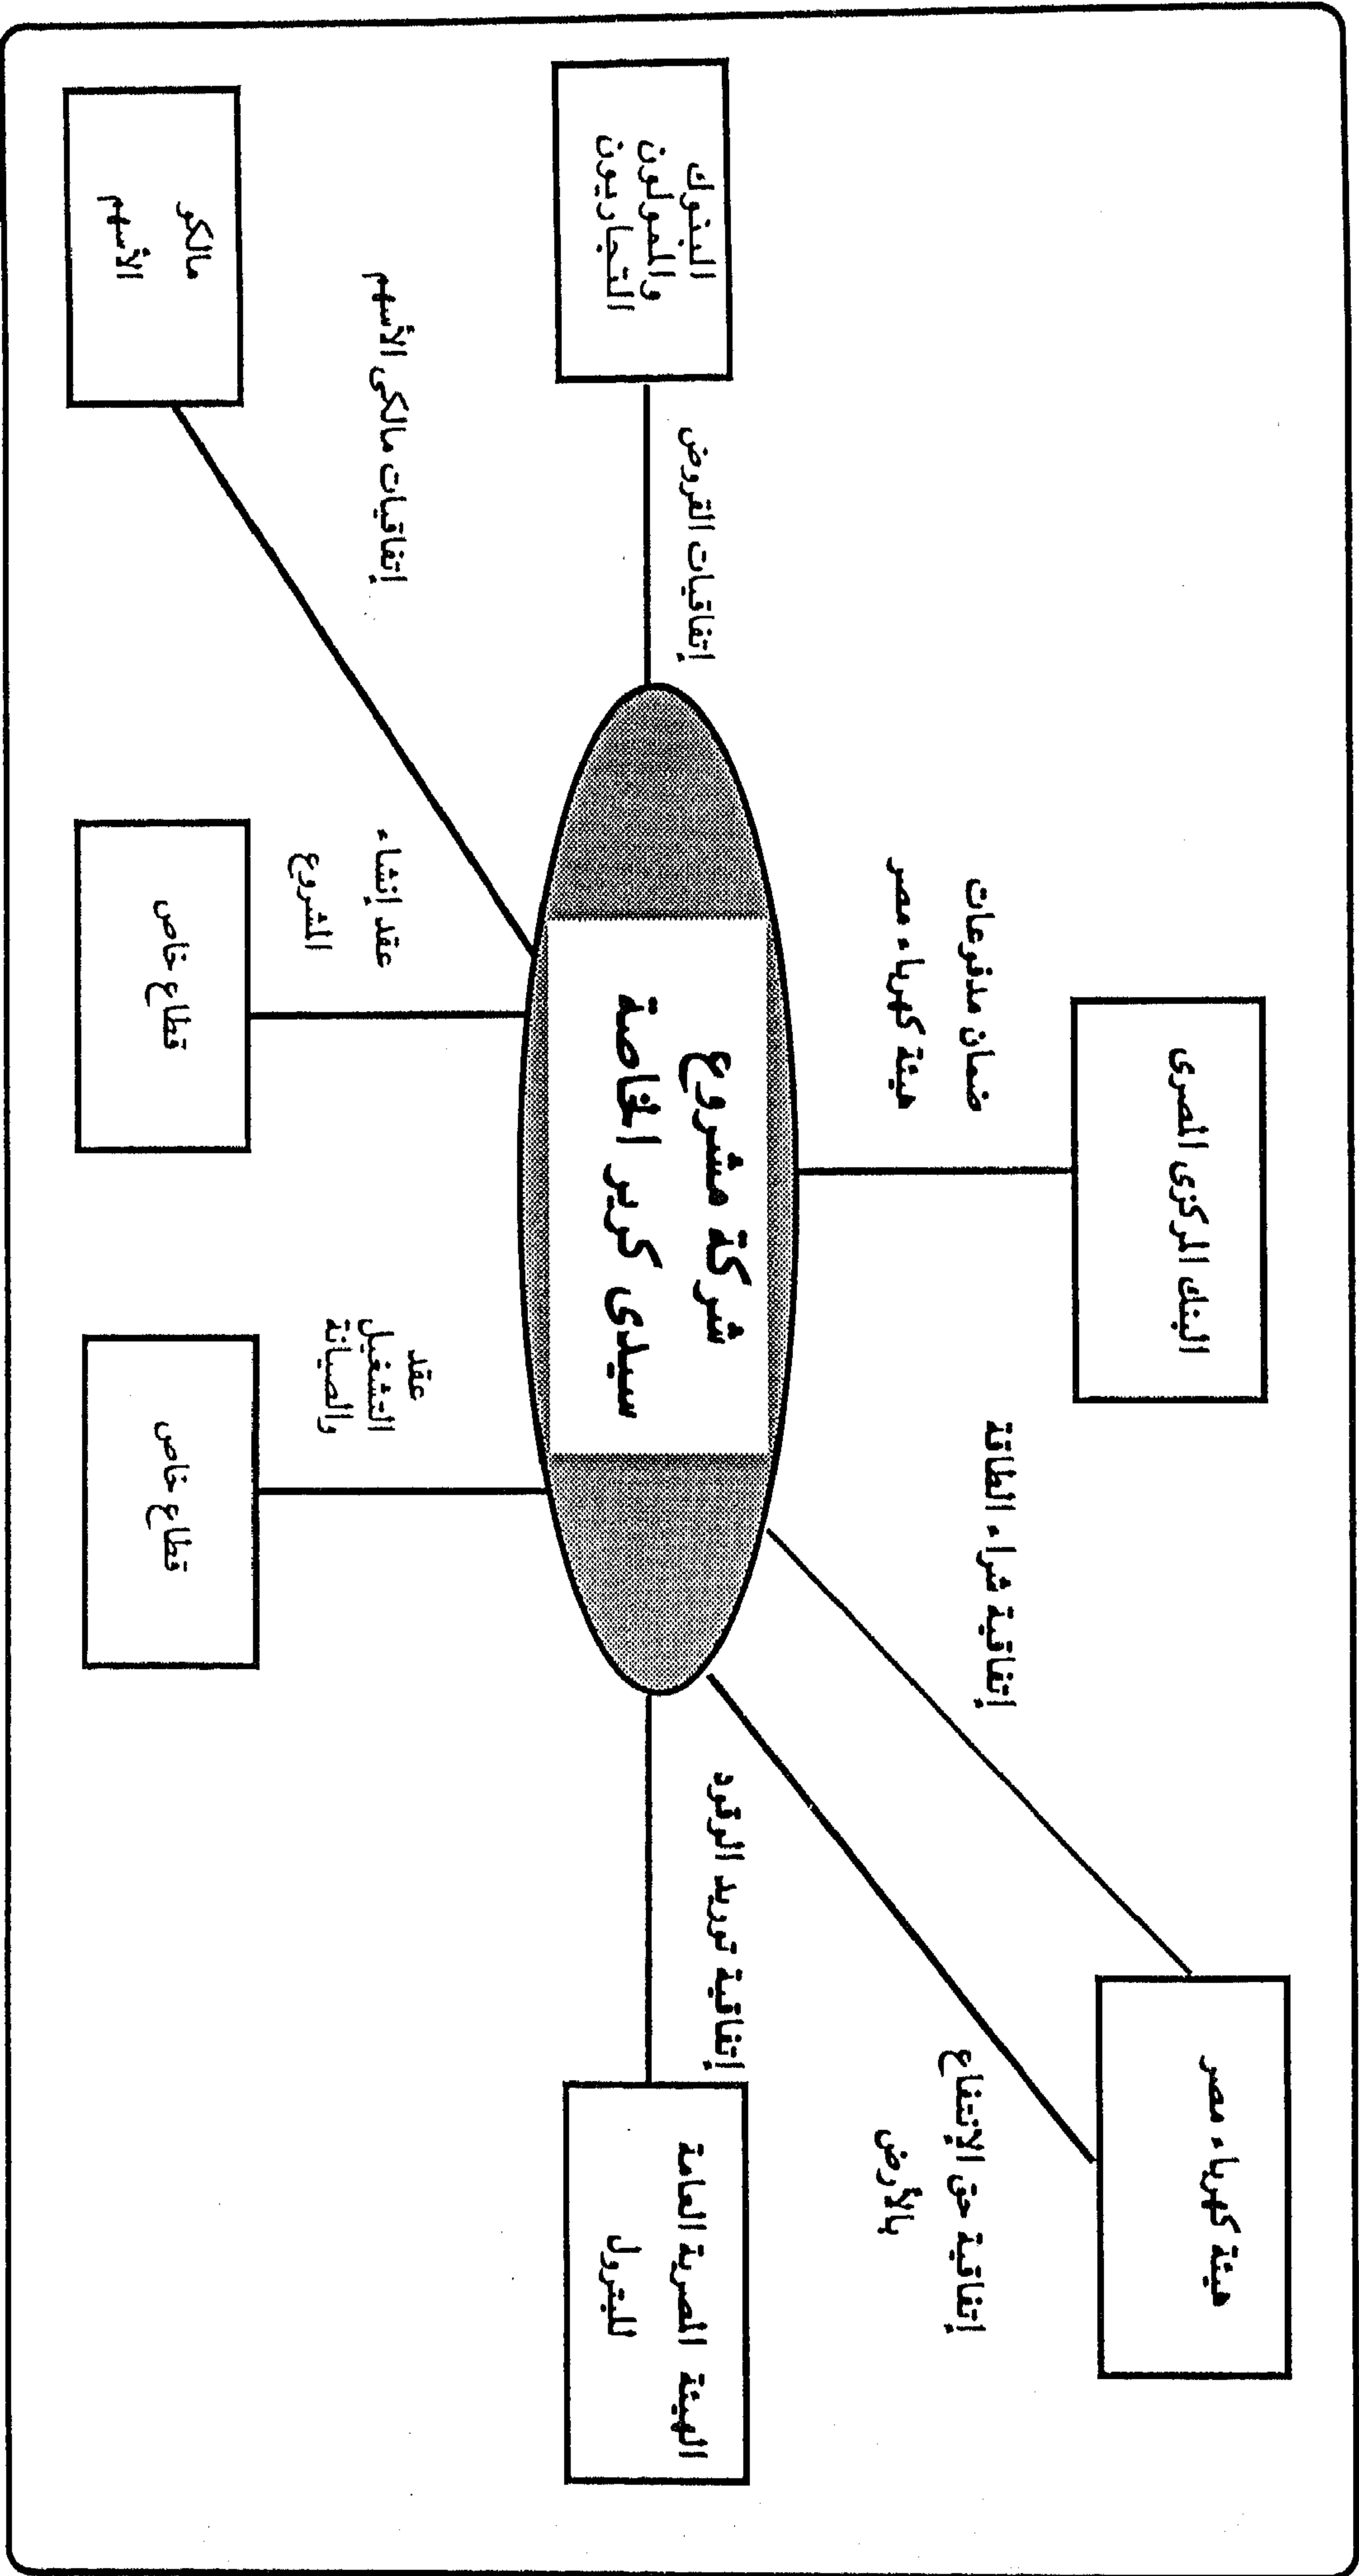 البنك المركزى المصرى
هيئة كهرباء مصر
ضمان مدفوعات
هيئة كهرباء مصر
إتفاقية شراء الطاقة
إتفاقية حق الإنتفاع
بالأرض
البنوك
والممولون
التجاريون
إتفاقيات القروض
شركة مشروع
سيدى كرير الخاصة
إتفاقية توريد الوقود
الهيئة المصرية العامة
للبترول
إتفاقيات مالكى الأسهم
مالكو
الأسهم
عقد إنشاء
المشروع
قطاع خاص
عقد
التشغيل
والصيانة
قطاع خاص